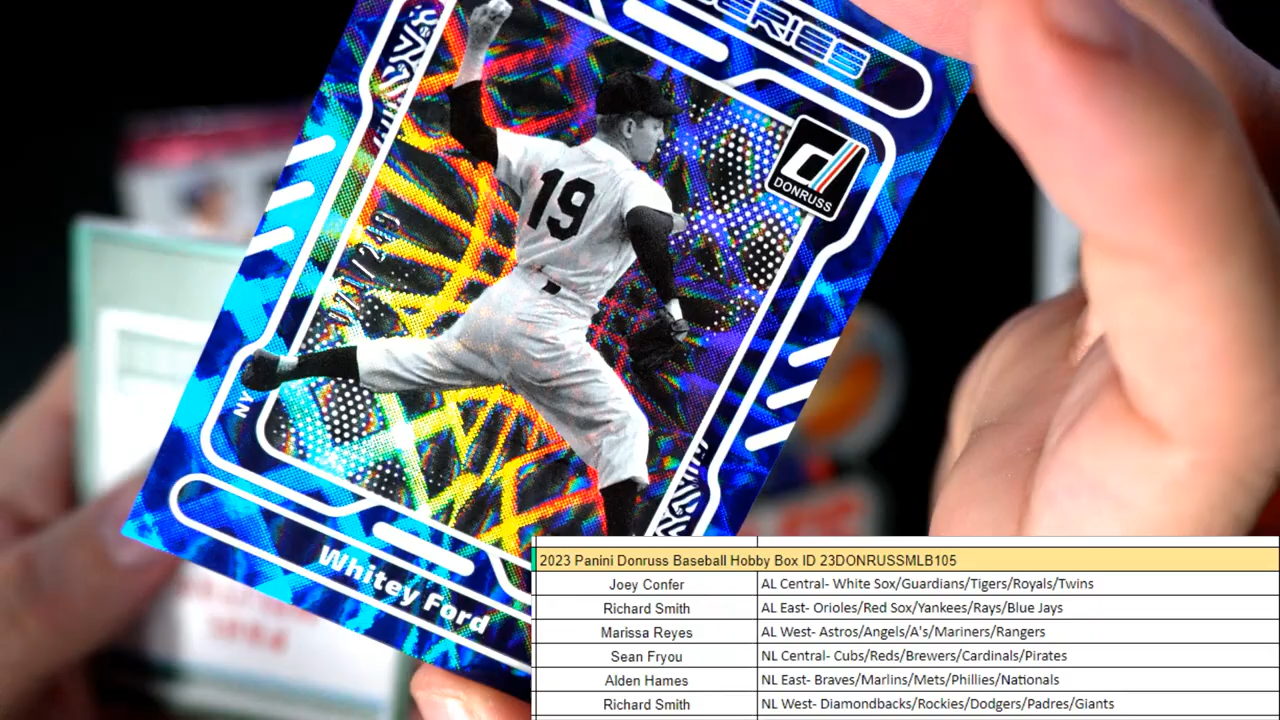 SERIES
DONRUSS
19
NY
Whitey Ford
2023 Panini Donruss Baseball Hobby Box ID 23DONRUSSMLB105
Joey Confer AL Central- White Sox/Guardians/Tigers/Royals/Twins
Richard Smith AL East- Orioles/Red Sox/Yankees/Rays/Blue Jays
Marissa Reyes AL West- Astros/Angels/A's/Mariners/Rangers
Sean Fryou NL Central- Cubs/Reds/Brewers/Cardinals/Pirates
Alden Hames NL East- Braves/Marlins/Mets/Phillies/Nationals
Richard Smith NL West- Diamondbacks/Rockies/Dodgers/Padres/Giants